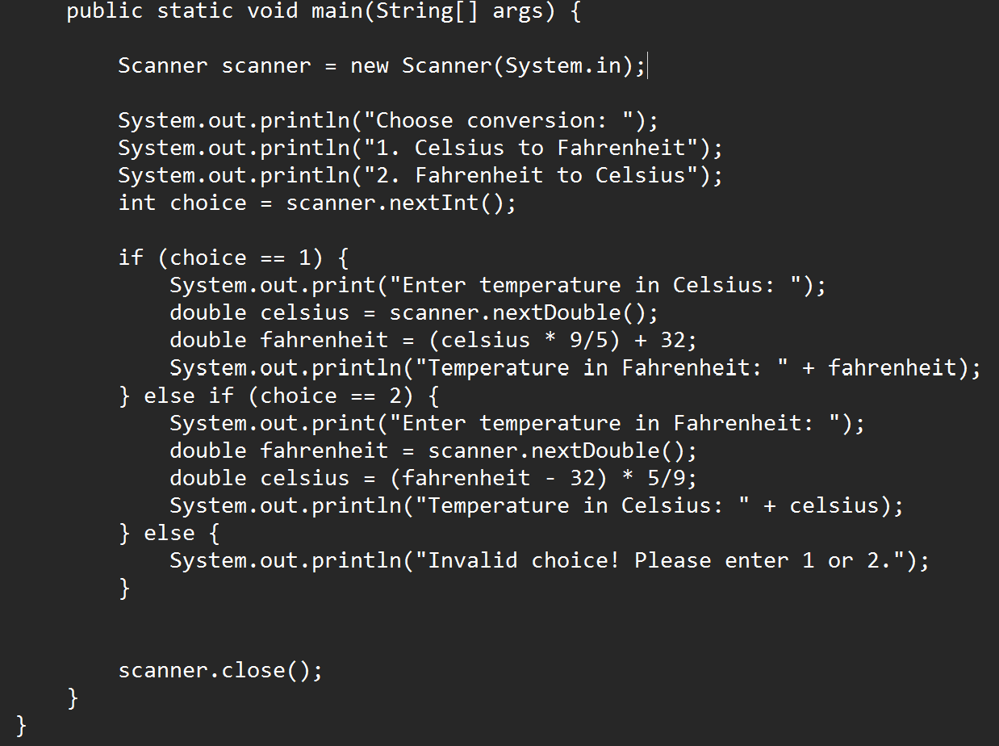 public static void main(String[] args) {
Scanner scanner = new Scanner(System.in);
System.out.println("Choose conversion: ");
System.out.println("1. Celsius to Fahrenheit");
System.out.println("2. Fahrenheit to Celsius");
int choice = scanner.nextInt();
if (choice == 1) {
System.out.print("Enter temperature in Celsius: ");
double celsius = scanner.nextDouble();
double fahrenheit = (celsius * 9/5) + 32;
System.out.println("Temperature in Fahrenheit: " + fahrenheit);
} else if (choice == 2) {
System.out.print("Enter temperature in Fahrenheit: ");
double fahrenheit = scanner.nextDouble();
double celsius = (fahrenheit - 32) * 5/9;
System.out.println("Temperature in Celsius: " + celsius);
} else {
System.out.println("Invalid choice! Please enter 1 or 2.");
}
scanner.close();
}
}